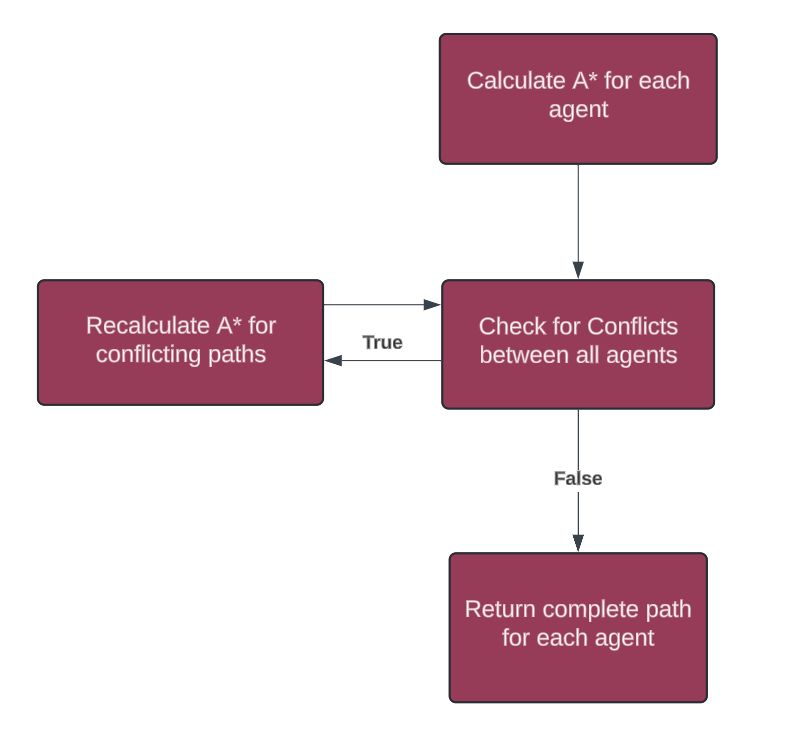 Calculate A* for each
agent
Recalculate A* for
conflicting paths
True
Check for Conflicts
between all agents
False
Return complete path
for each agent